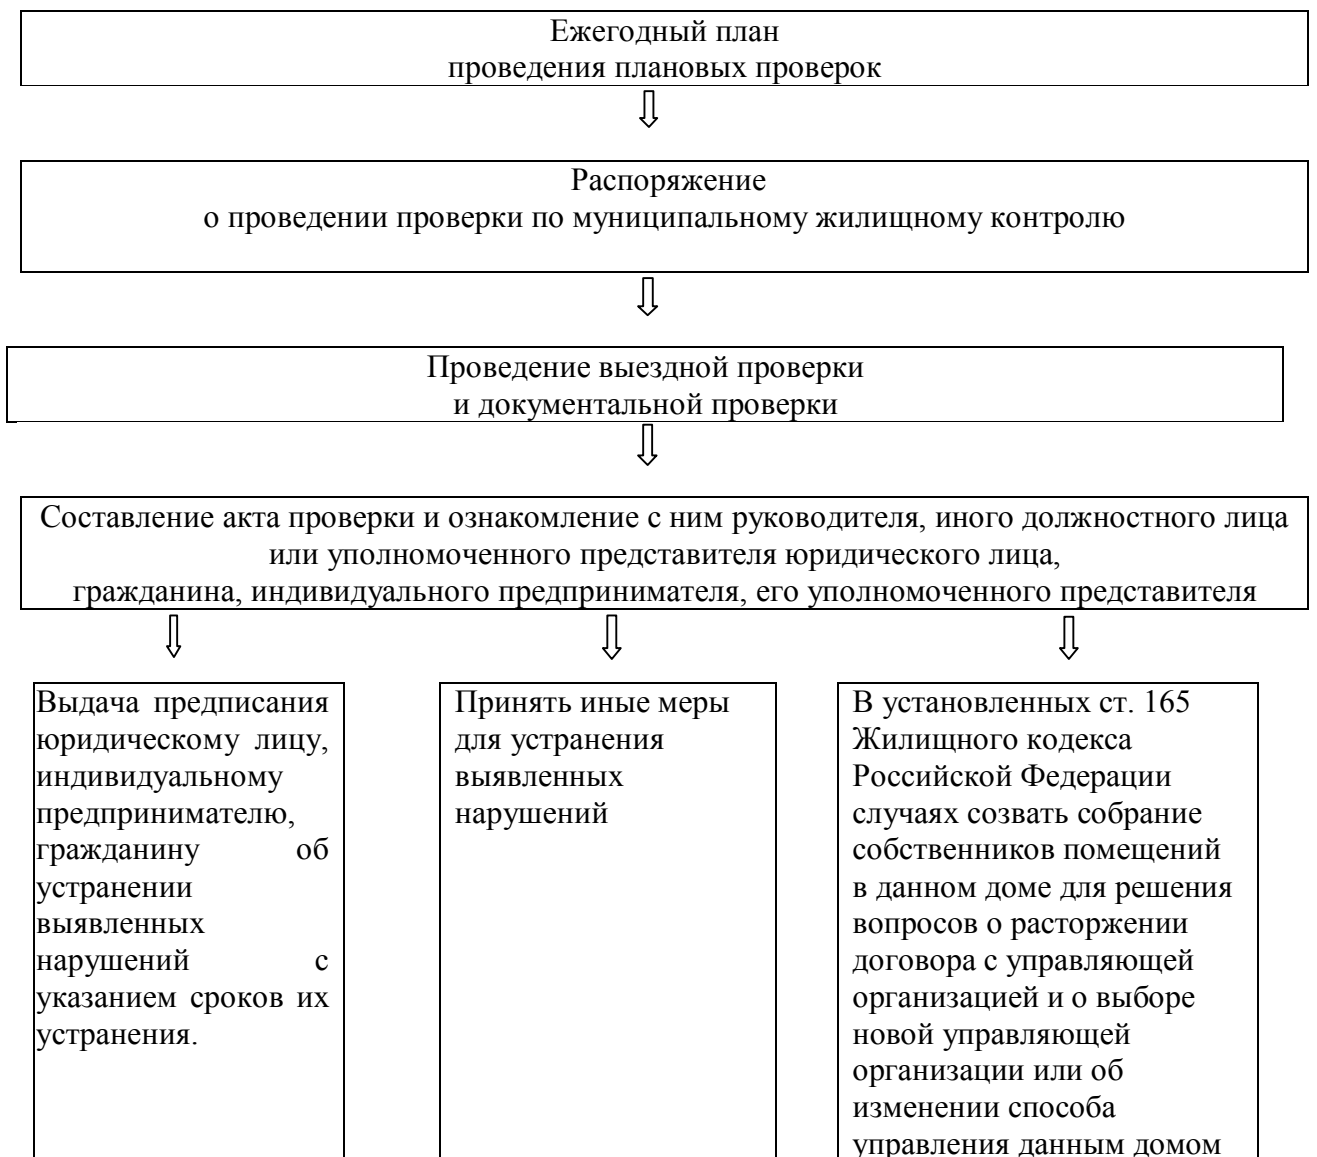 Ежегодный план
проведения плановых проверок
Распоряжение
о проведении проверки по муниципальному жилищному контролю
Проведение выездной проверки
и документальной проверки
Составление акта проверки и ознакомление с ним руководителя, иного должностного лица
или уполномоченного представителя юридического лица,
гражданина, индивидуального предпринимателя, его уполномоченного представителя
Выдача предписания
юридическому лицу,
индивидуальному
предпринимателю,
гражданину об
устранении
выявленных
нарушений с
указанием сроков их
устранения.
Принять иные меры
для устранения
выявленных
нарушений
В установленных ст. 165
Жилищного кодекса
Российской Федерации
случаях созвать собрание
собственников помещений
в данном доме для решения
вопросов о расторжении
договора с управляющей
организацией и о выборе
новой управляющей
организации или об
изменении способа
управления данным домом